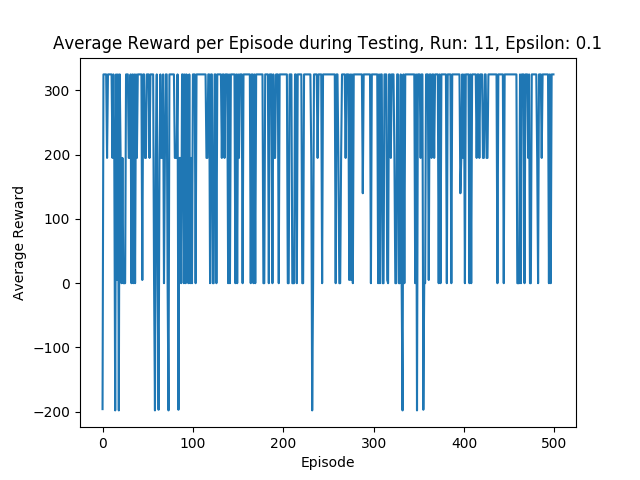 Average Reward per Episode during Testing, Run: 11, Epsilon: 0.1
300
200
100
0
−100
−200
Average Reward
0 100 200 300 400 500
Episode